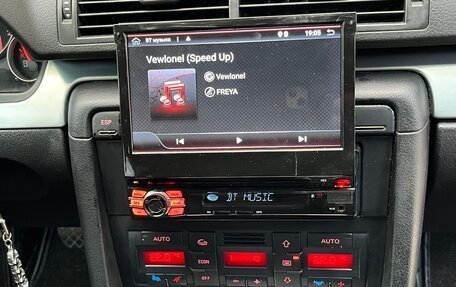 BT музыка
19:05
Vewlonel (Speed Up)
Vewlonel
FREYA
ESP
BT MUSIC
AUTO
AUTO
ECON
OFF